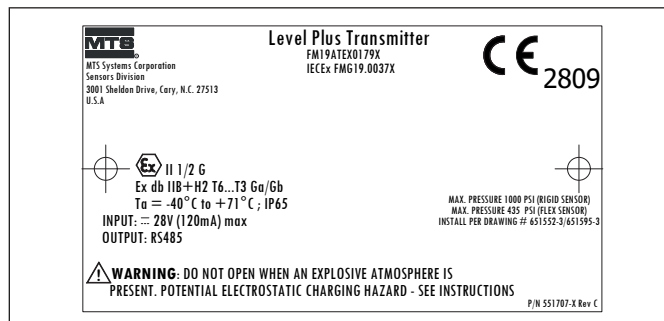 MTS
MTS Systems Corporation
Sensors Division
3001 Sheldon Drive, Cary, N.C. 27513
U.S.A
Level Plus Transmitter
FM19ATEX0179X
IECEx FMG19.0037X
CE
2809
Ex II 1/2 G
Ex db IIB+H2 T6...T3 Ga/Gb
Ta = -40°C to +71°C ; IP65
INPUT: ⎓ 28V (120mA) max
OUTPUT: RS485
MAX. PRESSURE 1000 PSI (RIGID SENSOR)
MAX. PRESSURE 435 PSI (FLEX SENSOR)
INSTALL PER DRAWING # 651552-3/651595-3
WARNING: DO NOT OPEN WHEN AN EXPLOSIVE ATMOSPHERE IS
PRESENT. POTENTIAL ELECTROSTATIC CHARGING HAZARD - SEE INSTRUCTIONS
P/N 551707-X Rev C